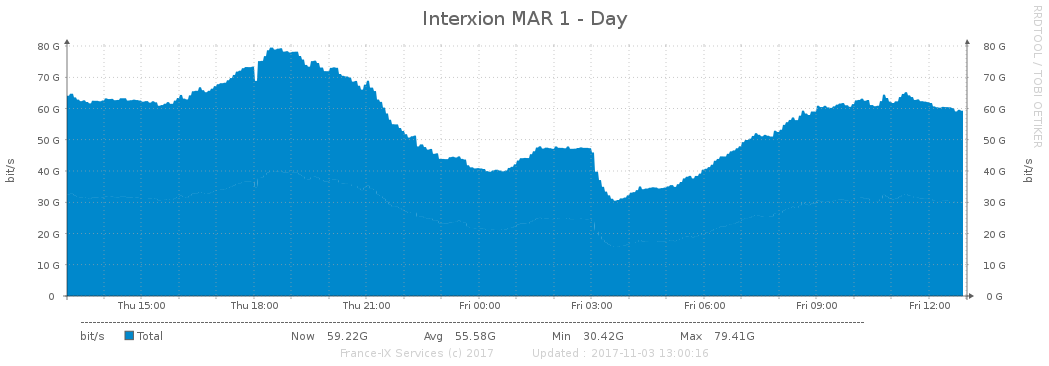 Interxion MAR 1 - Day
RRDTOOL / TOBI OETIKER
bit/s
80 G 80 G
70 G 70 G
60 G 60 G
50 G 50 G
40 G 40 G
30 G 30 G
20 G 20 G
10 G 10 G
0 0 G
bit/s
Thu 15:00 Thu 18:00 Thu 21:00 Fri 00:00 Fri 03:00 Fri 06:00 Fri 09:00 Fri 12:00
bit/s Total Now 59.22G Avg 55.58G Min 30.42G Max 79.41G
France-IX Services (c) 2017 Updated : 2017-11-03 13:00:16